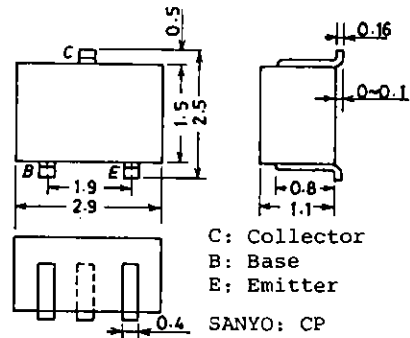 C
0.5
0.16
1.5
2.5
0~0.1
B
E
1.9
2.9
0.8
1.1
C: Collector
B: Base
E: Emitter
0.4
SANYO: CP